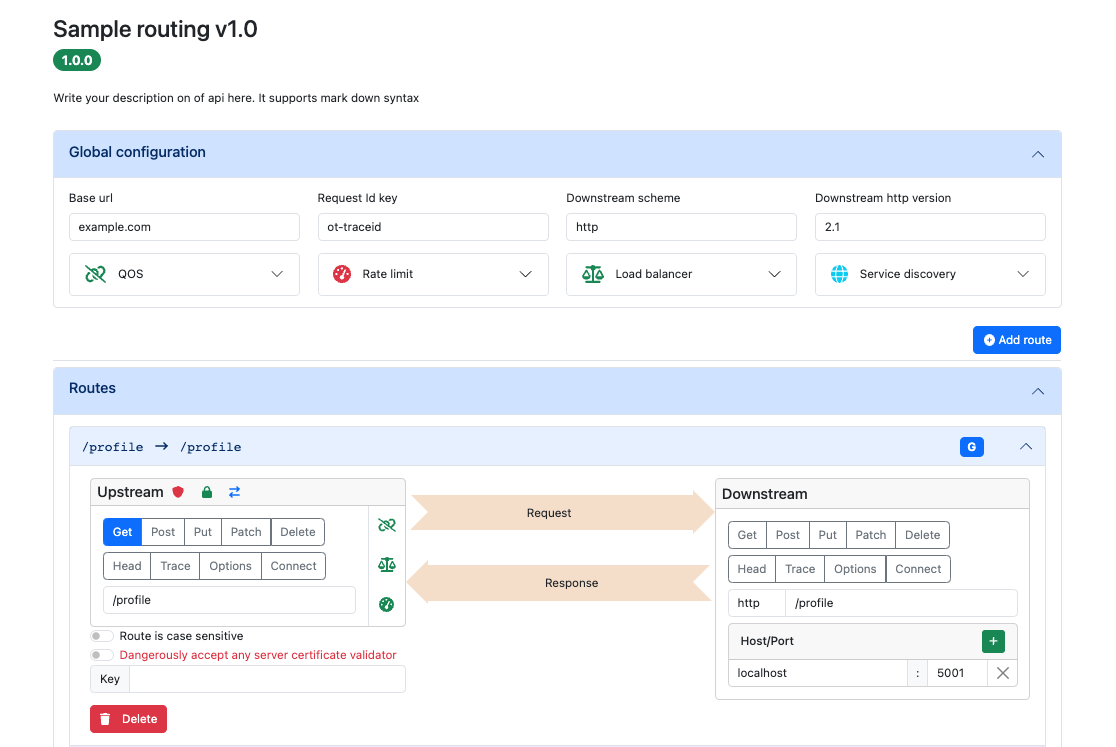 Sample routing v1.0
1.0.0
Write your description on of api here. It supports mark down syntax
Global configuration
Base url
Request Id key
Downstream scheme
Downstream http version
example.com
ot-traceid
http
2.1
QOS
Rate limit
Load balancer
Service discovery
Add route
Routes
/profile → /profile
G
Upstream
Get Post Put Patch Delete
Head Trace Options Connect
/profile
Route is case sensitive
Dangerously accept any server certificate validator
Key
Delete
Request
Response
Downstream
Get Post Put Patch Delete
Head Trace Options Connect
http /profile
Host/Port +
localhost : 5001